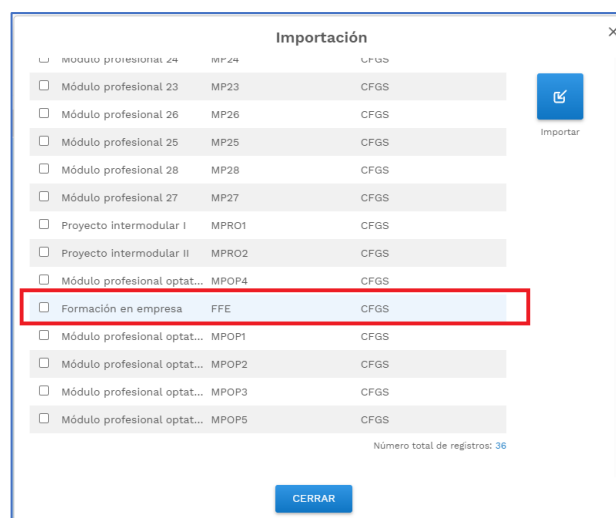 Importación
Módulo profesional 24 MP24 CFGS
Módulo profesional 23 MP23 CFGS
Módulo profesional 26 MP26 CFGS
Módulo profesional 25 MP25 CFGS
Módulo profesional 28 MP28 CFGS
Módulo profesional 27 MP27 CFGS
Proyecto intermodular I MPRO1 CFGS
Proyecto intermodular II MPRO2 CFGS
Módulo profesional optat... MPOP4 CFGS
Formación en empresa FFE CFGS
Módulo profesional optat... MPOP1 CFGS
Módulo profesional optat... MPOP2 CFGS
Módulo profesional optat... MPOP3 CFGS
Módulo profesional optat... MPOP5 CFGS
Importar
Número total de registros: 36
CERRAR